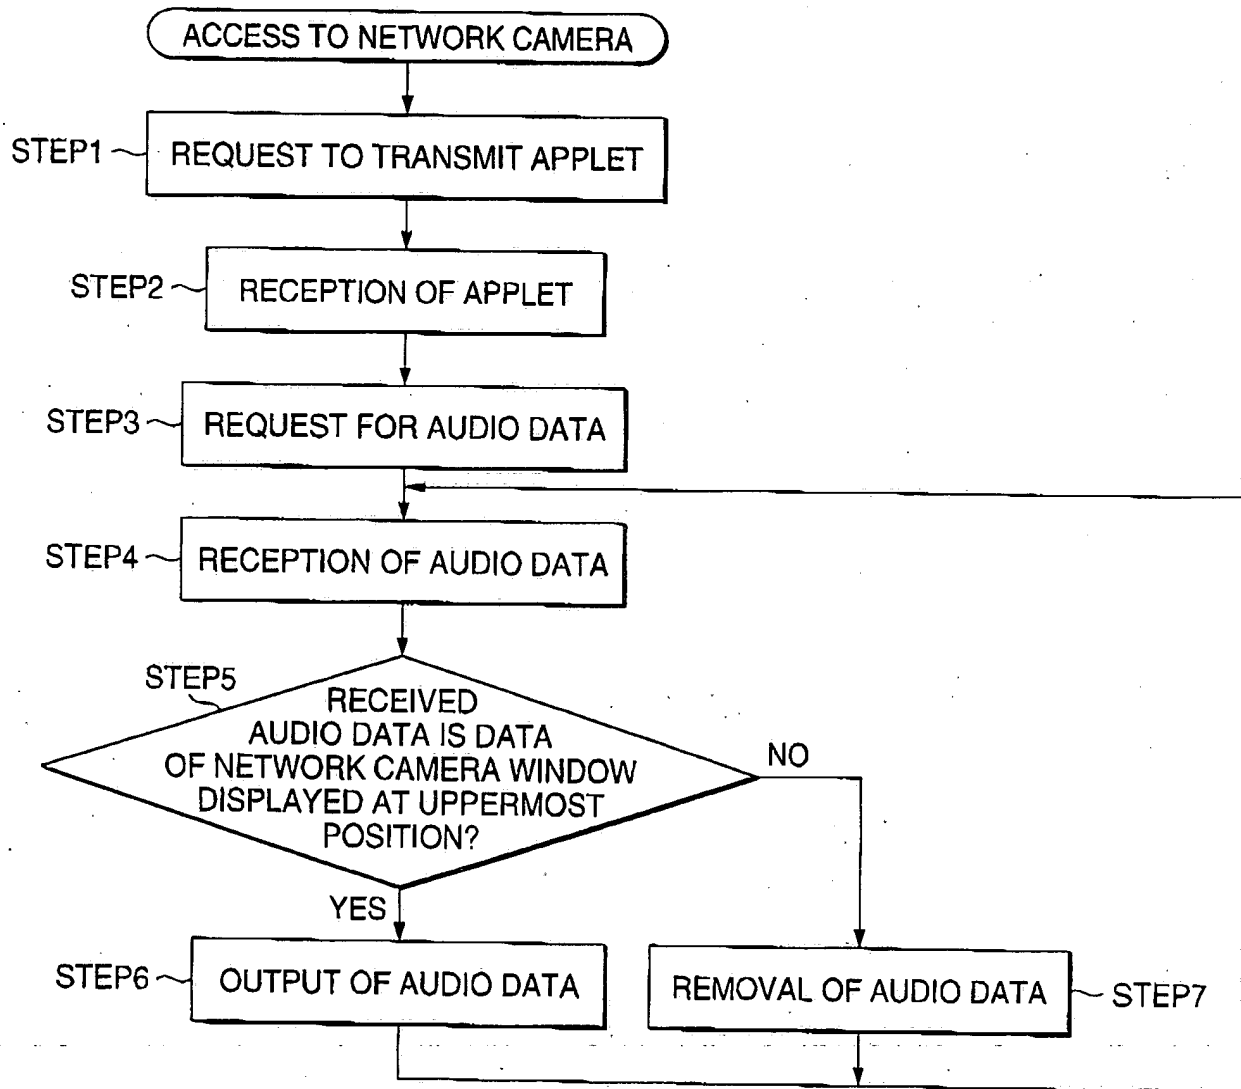 ACCESS TO NETWORK CAMERA
STEP1
REQUEST TO TRANSMIT APPLET
STEP2
RECEPTION OF APPLET
STEP3
REQUEST FOR AUDIO DATA
STEP4
RECEPTION OF AUDIO DATA
STEP5
RECEIVED
AUDIO DATA IS DATA
OF NETWORK CAMERA WINDOW
DISPLAYED AT UPPERMOST
POSITION?
NO
YES
STEP6
OUTPUT OF AUDIO DATA
REMOVAL OF AUDIO DATA
STEP7